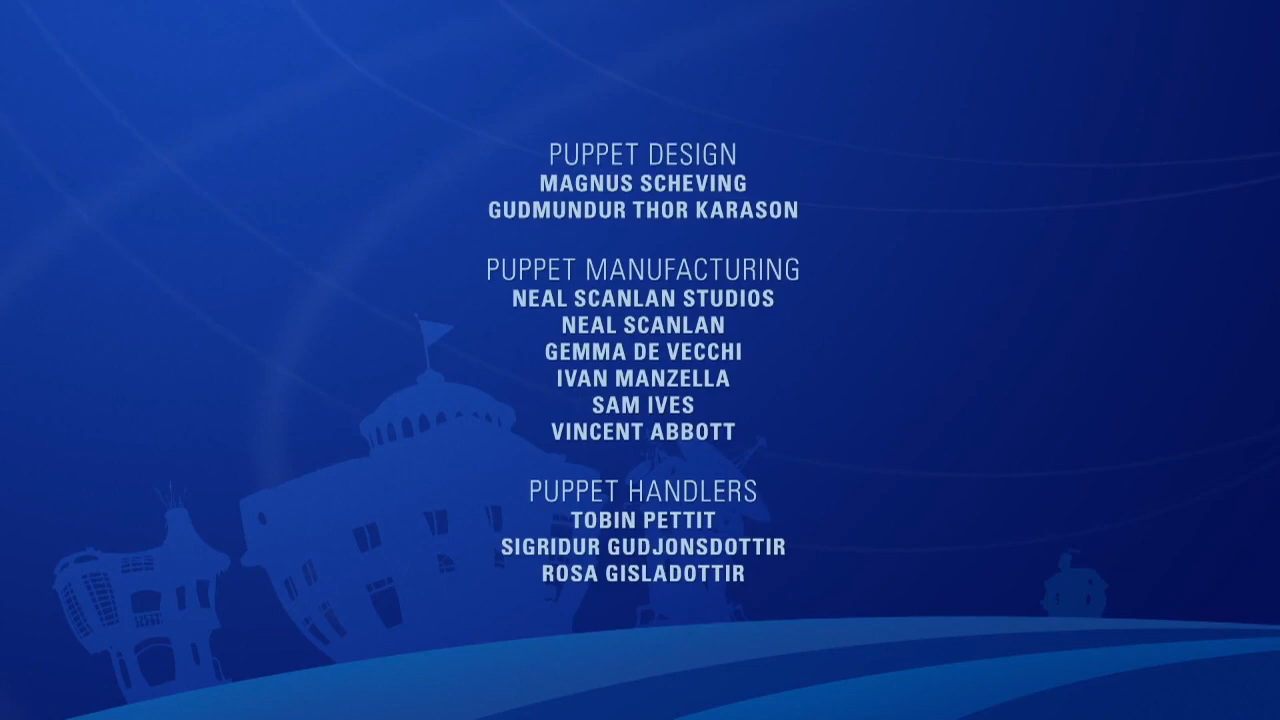 PUPPET DESIGN
MAGNUS SCHEVING
GUDMUNDUR THOR KARASON
PUPPET MANUFACTURING
NEAL SCANLAN STUDIOS
NEAL SCANLAN
GEMMA DE VECCHI
IVAN MANZELLA
SAM IVES
VINCENT ABBOTT
PUPPET HANDLERS
TOBIN PETTIT
SIGRIDUR GUDJONSDOTTIR
ROSA GISLADOTTIR